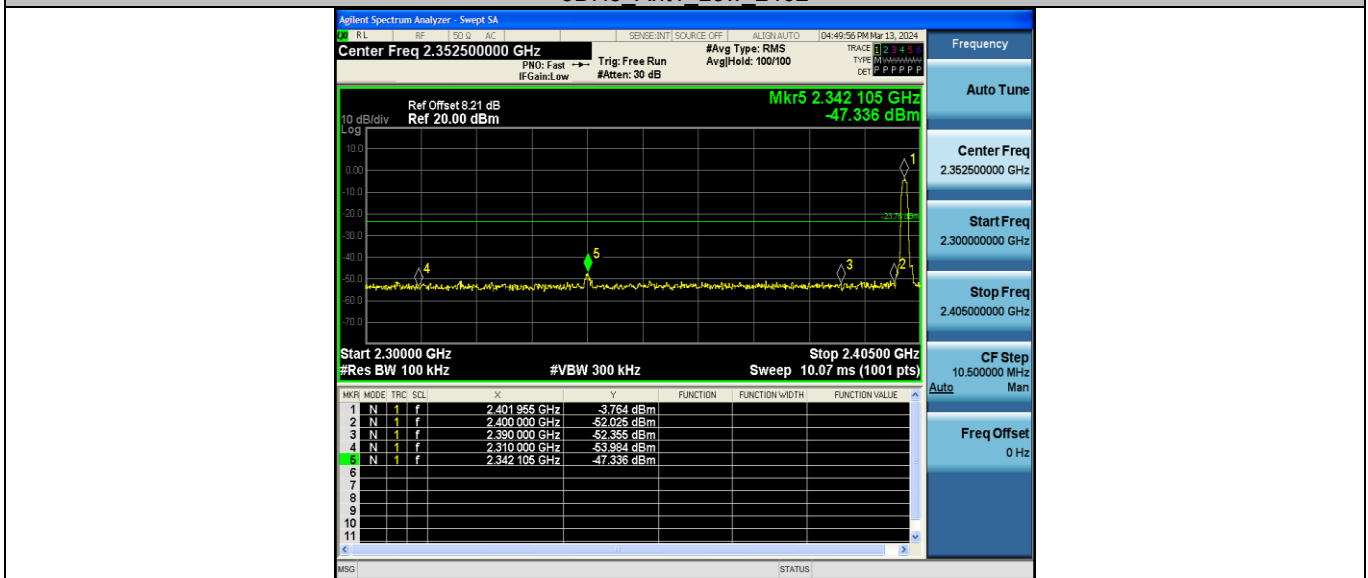 Agilent Spectrum Analyzer - Swept SA
RL RF 50 Ω AC SENSE:INT SOURCE OFF ALIGN AUTO 04:49:56 PM Mar 13, 2024
Center Freq 2.352500000 GHz
PNO: Fast
IFGain:Low
Trig: Free Run
#Atten: 30 dB
#Avg Type: RMS
Avg|Hold: 100/100
TRACE 1 2 3 4 5 6
TYPE M
DET P P P P P P
Frequency
Auto Tune
Center Freq
2.352500000 GHz
Start Freq
2.300000000 GHz
Stop Freq
2.405000000 GHz
CF Step
10.500000 MHz
Auto Man
Freq Offset
0 Hz
Mkr5 2.342 105 GHz
-47.336 dBm
Ref Offset 8.21 dB
10 dB/div Ref 20.00 dBm
Log
10.0
0.00
-10.0
-20.0
-30.0
-40.0
-50.0
-60.0
-70.0
1
5
4
3
2
Start 2.30000 GHz Stop 2.40500 GHz
#Res BW 100 kHz #VBW 300 kHz Sweep 10.07 ms (1001 pts)
MKR MODE TRC SCL X Y FUNCTION FUNCTION WIDTH FUNCTION VALUE
1 N 1 f 2.401 955 GHz -3.764 dBm
2 N 1 f 2.400 000 GHz -52.025 dBm
3 N 1 f 2.390 000 GHz -52.355 dBm
4 N 1 f 2.310 000 GHz -53.984 dBm
5 N 1 f 2.342 105 GHz -47.336 dBm
6
7
8
9
10
11
MSG STATUS